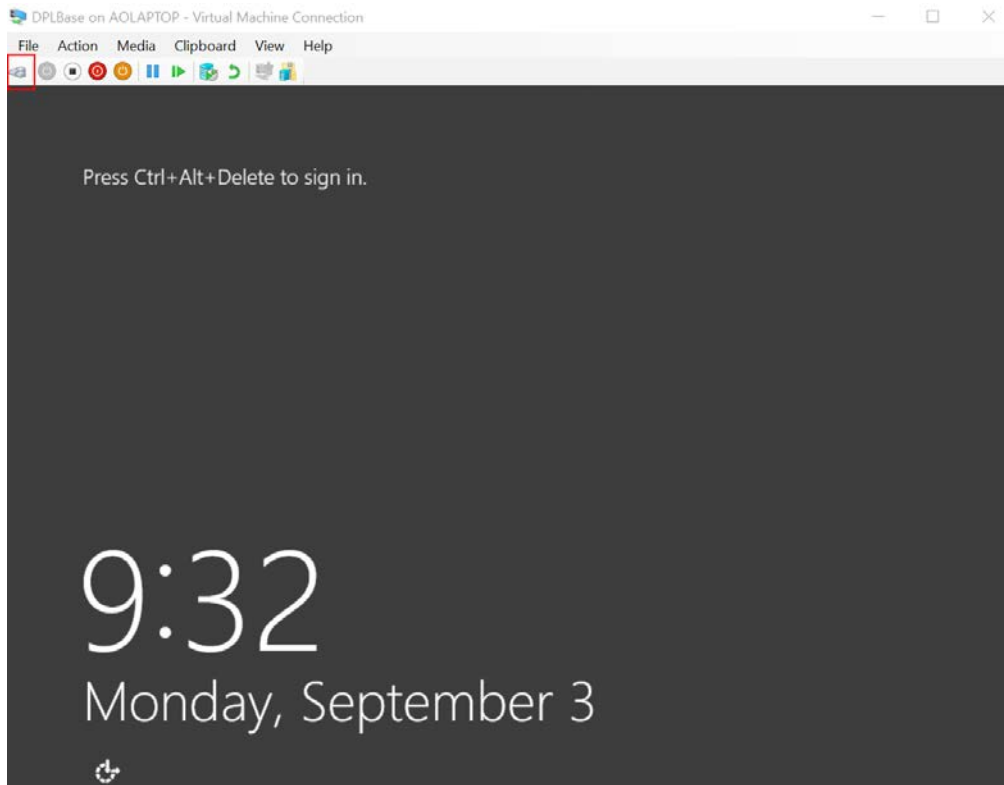 DPLBase on AOLAPTOP - Virtual Machine Connection
File Action Media Clipboard View Help
Press Ctrl+Alt+Delete to sign in.
9:32
Monday, September 3